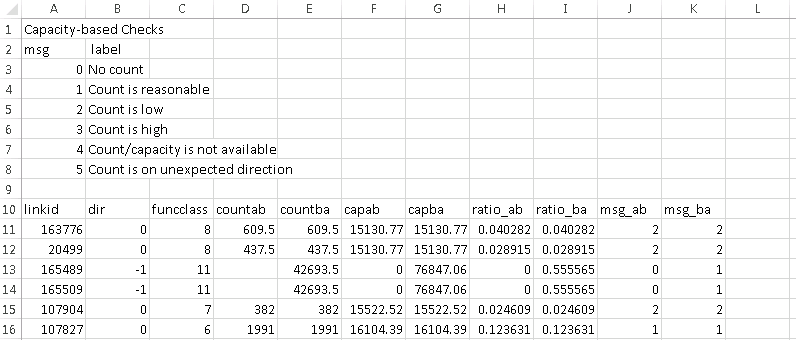 A B C D E F G H I J K L
1 Capacity-based Checks
2 msg label
3 0 No count
4 1 Count is reasonable
5 2 Count is low
6 3 Count is high
7 4 Count/capacity is not available
8 5 Count is on unexpected direction
9
10 linkid dir funcclass countab countba capab capba ratio_ab ratio_ba msg_ab msg_ba
11 163776 0 8 609.5 609.5 15130.77 15130.77 0.040282 0.040282 2 2
12 20499 0 8 437.5 437.5 15130.77 15130.77 0.028915 0.028915 2 2
13 165489 -1 11 42693.5 0 76847.06 0 0.555565 0 1
14 165509 -1 11 42693.5 0 76847.06 0 0.555565 0 1
15 107904 0 7 382 382 15522.52 15522.52 0.024609 0.024609 2 2
16 107827 0 6 1991 1991 16104.39 16104.39 0.123631 0.123631 1 1